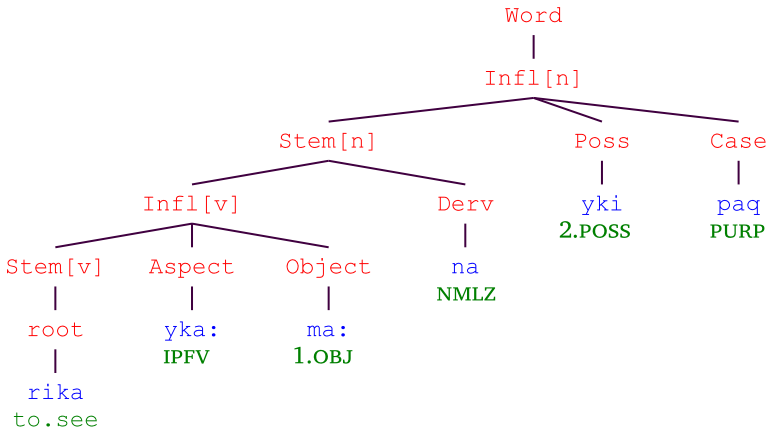 Word
Infl[n]
Stem[n] Poss Case
Infl[v] Derv yki paq
2.POSS PURP
Stem[v] Aspect Object na
NMLZ
root yka: ma:
IPFV 1.OBJ
rika
to.see